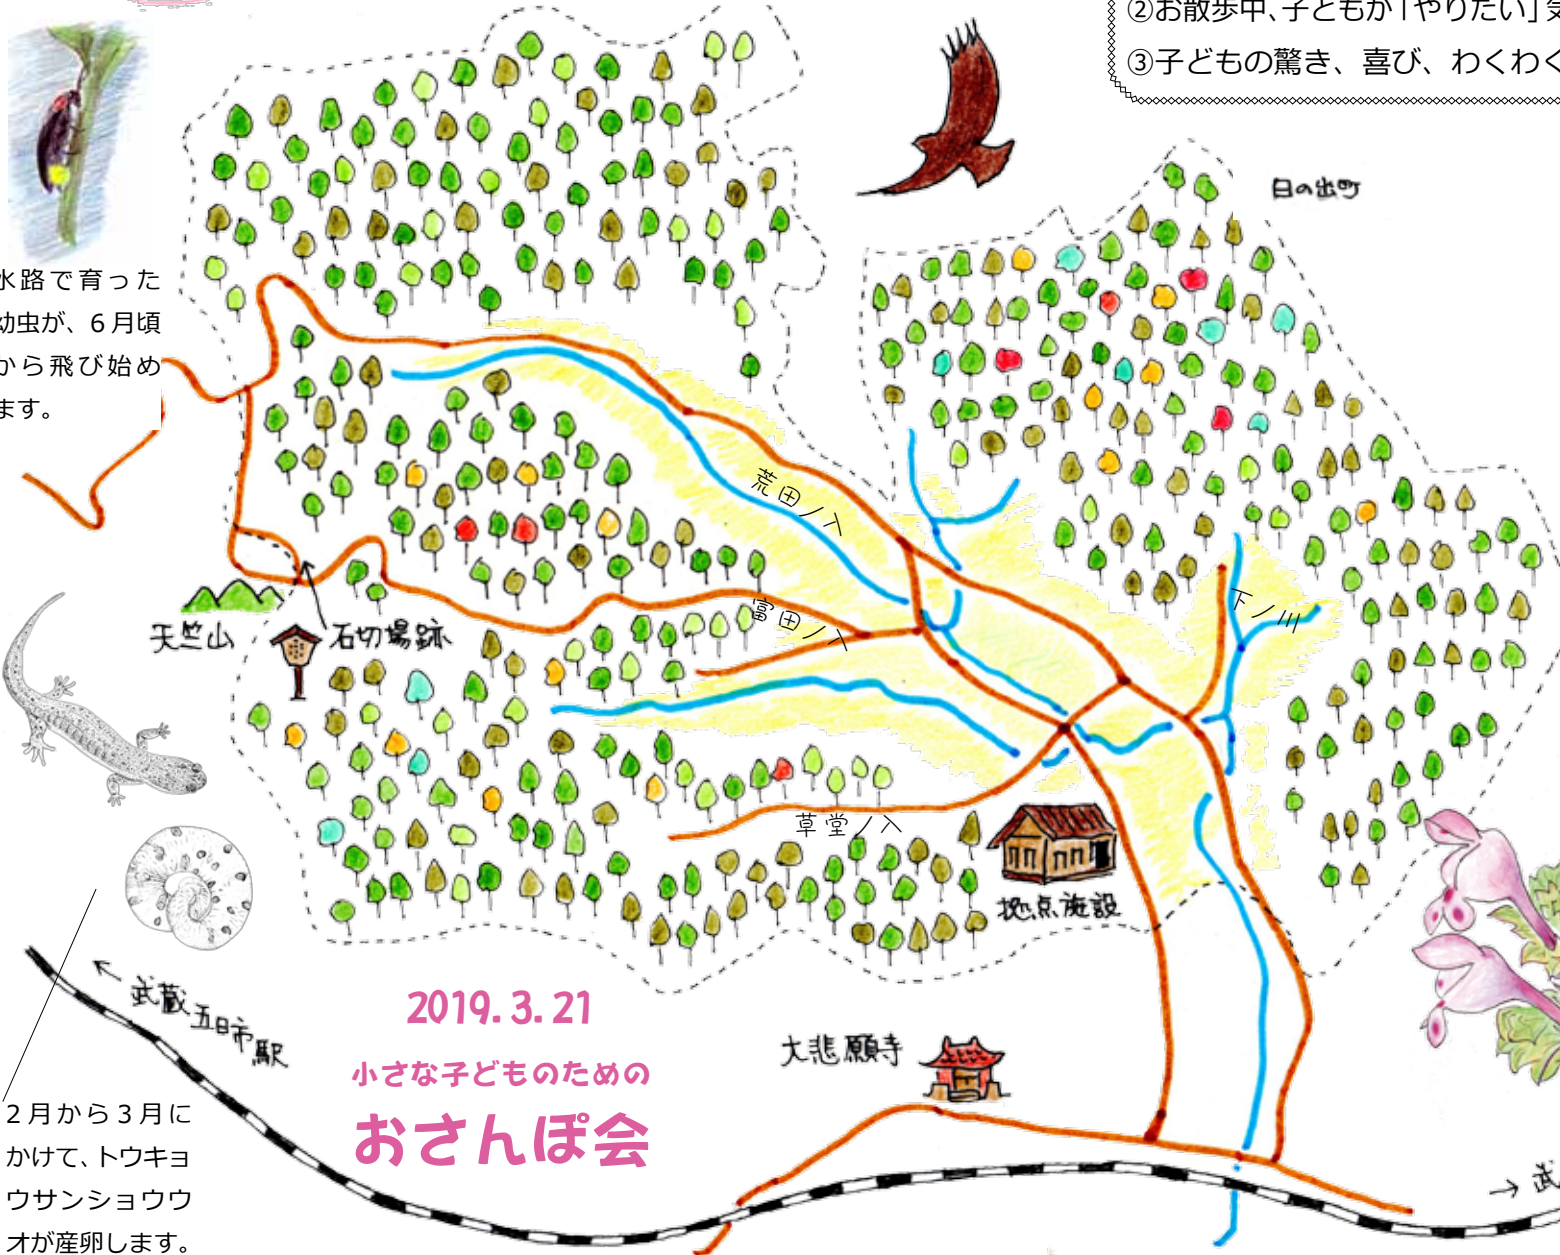 ②お散歩中、子どもが「やりたい」気
③子どもの驚き、喜び、わくわく
日の出町
水路で育った
幼虫が、6月頃
から飛び始め
ます。
荒田ノ入
下ノ川
富田ノ入
天竺山
石切場跡
草堂ノ入
拠点施設
← 武蔵五日市駅
2019.3.21
小さな子どものための
おさんぽ会
大悲願寺
2月から3月に
かけて、トウキョ
ウサンショウウ
オが産卵します。
→ 武